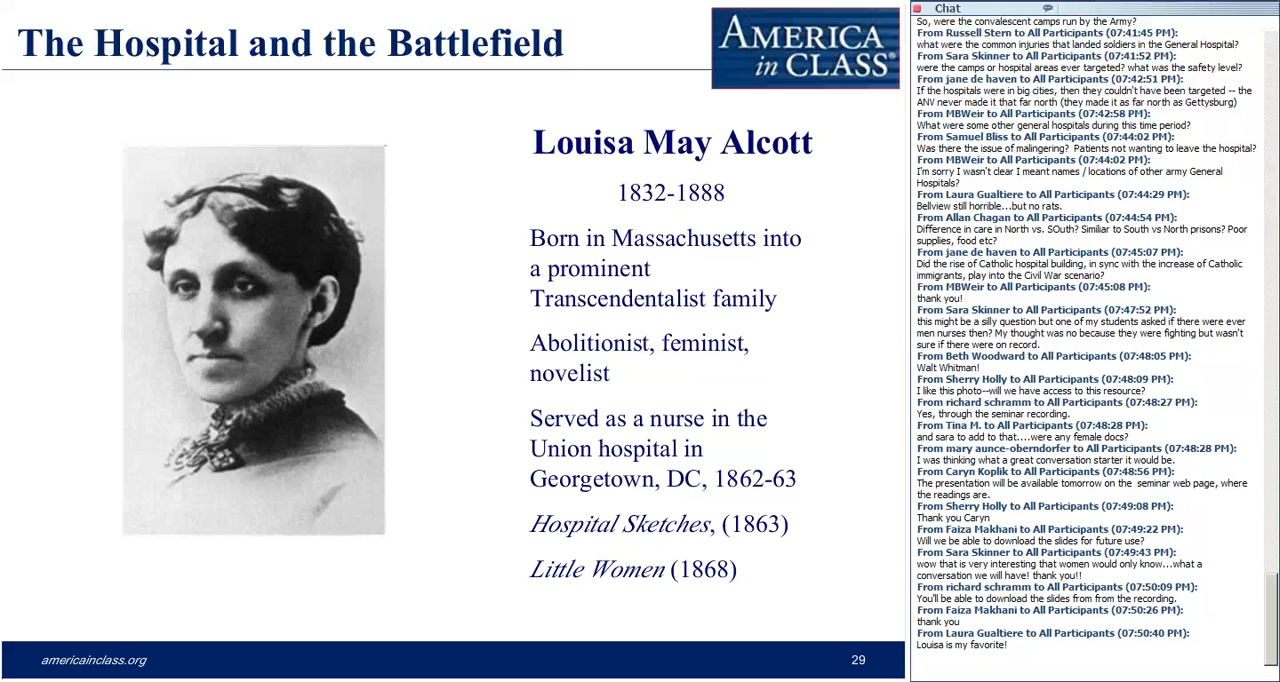 The Hospital and the Battlefield
AMERICA
in CLASS®
Louisa May Alcott
1832-1888
Born in Massachusetts into
a prominent
Transcendentalist family
Abolitionist, feminist,
novelist
Served as a nurse in the
Union hospital in
Georgetown, DC, 1862-63
Hospital Sketches, (1863)
Little Women (1868)
americainclass.org
29
Chat
So, were the convalescent camps run by the Army?
From Russell Stern to All Participants (07:41:45 PM):
what were the common injuries that landed soldiers in the General Hospital?
From Sara Skinner to All Participants (07:41:52 PM):
were the camps or hospital areas ever targeted? what was the safety level?
From jane de haven to All Participants (07:42:51 PM):
If the hospitals were in big cities, then they couldn't have been targeted -- the
ANV never made it that far north (they made it as far north as Gettysburg)
From MBWeir to All Participants (07:42:58 PM):
What were some other general hospitals during this time period?
From Samuel Bliss to All Participants (07:44:02 PM):
Was there the issue of malingering? Patients not wanting to leave the hospital?
From MBWeir to All Participants (07:44:02 PM):
I'm sorry I wasn't clear I meant names / locations of other army General
Hospitals?
From Laura Gualtiere to All Participants (07:44:29 PM):
Bellview still horrible...but no rats.
From Allan Chagan to All Participants (07:44:54 PM):
Difference in care in North vs. SOuth? Similiar to South vs North prisons? Poor
supplies, food etc?
From jane de haven to All Participants (07:45:07 PM):
Did the rise of Catholic hospital building, in sync with the increase of Catholic
immigrants, play into the Civil War scenario?
From MBWeir to All Participants (07:45:08 PM):
thank you!
From Sara Skinner to All Participants (07:47:52 PM):
this might be a silly question but one of my students asked if there were ever
men nurses then? My thought was no because they were fighting but wasn't
sure if there were on record.
From Beth Woodward to All Participants (07:48:05 PM):
Walt Whitman!
From Sherry Holly to All Participants (07:48:09 PM):
I like this photo--will we have access to this resource?
From richard schramm to All Participants (07:48:27 PM):
Yes, through the seminar recording.
From Tina M. to All Participants (07:48:28 PM):
and sara to add to that....were any female docs?
From mary aunce-oberndorfer to All Participants (07:48:28 PM):
I was thinking what a great conversation starter it would be.
From Caryn Koplik to All Participants (07:48:56 PM):
The presentation will be available tomorrow on the seminar web page, where
the readings are.
From Sherry Holly to All Participants (07:49:08 PM):
Thank you Caryn
From Faiza Makhani to All Participants (07:49:22 PM):
Will we be able to download the slides for future use?
From Sara Skinner to All Participants (07:49:43 PM):
wow that is very interesting that women would only know...what a
conversation we will have! thank you!!
From richard schramm to All Participants (07:50:09 PM):
You'll be able to download the slides from from the recording.
From Faiza Makhani to All Participants (07:50:26 PM):
thank you
From Laura Gualtiere to All Participants (07:50:40 PM):
Louisa is my favorite!